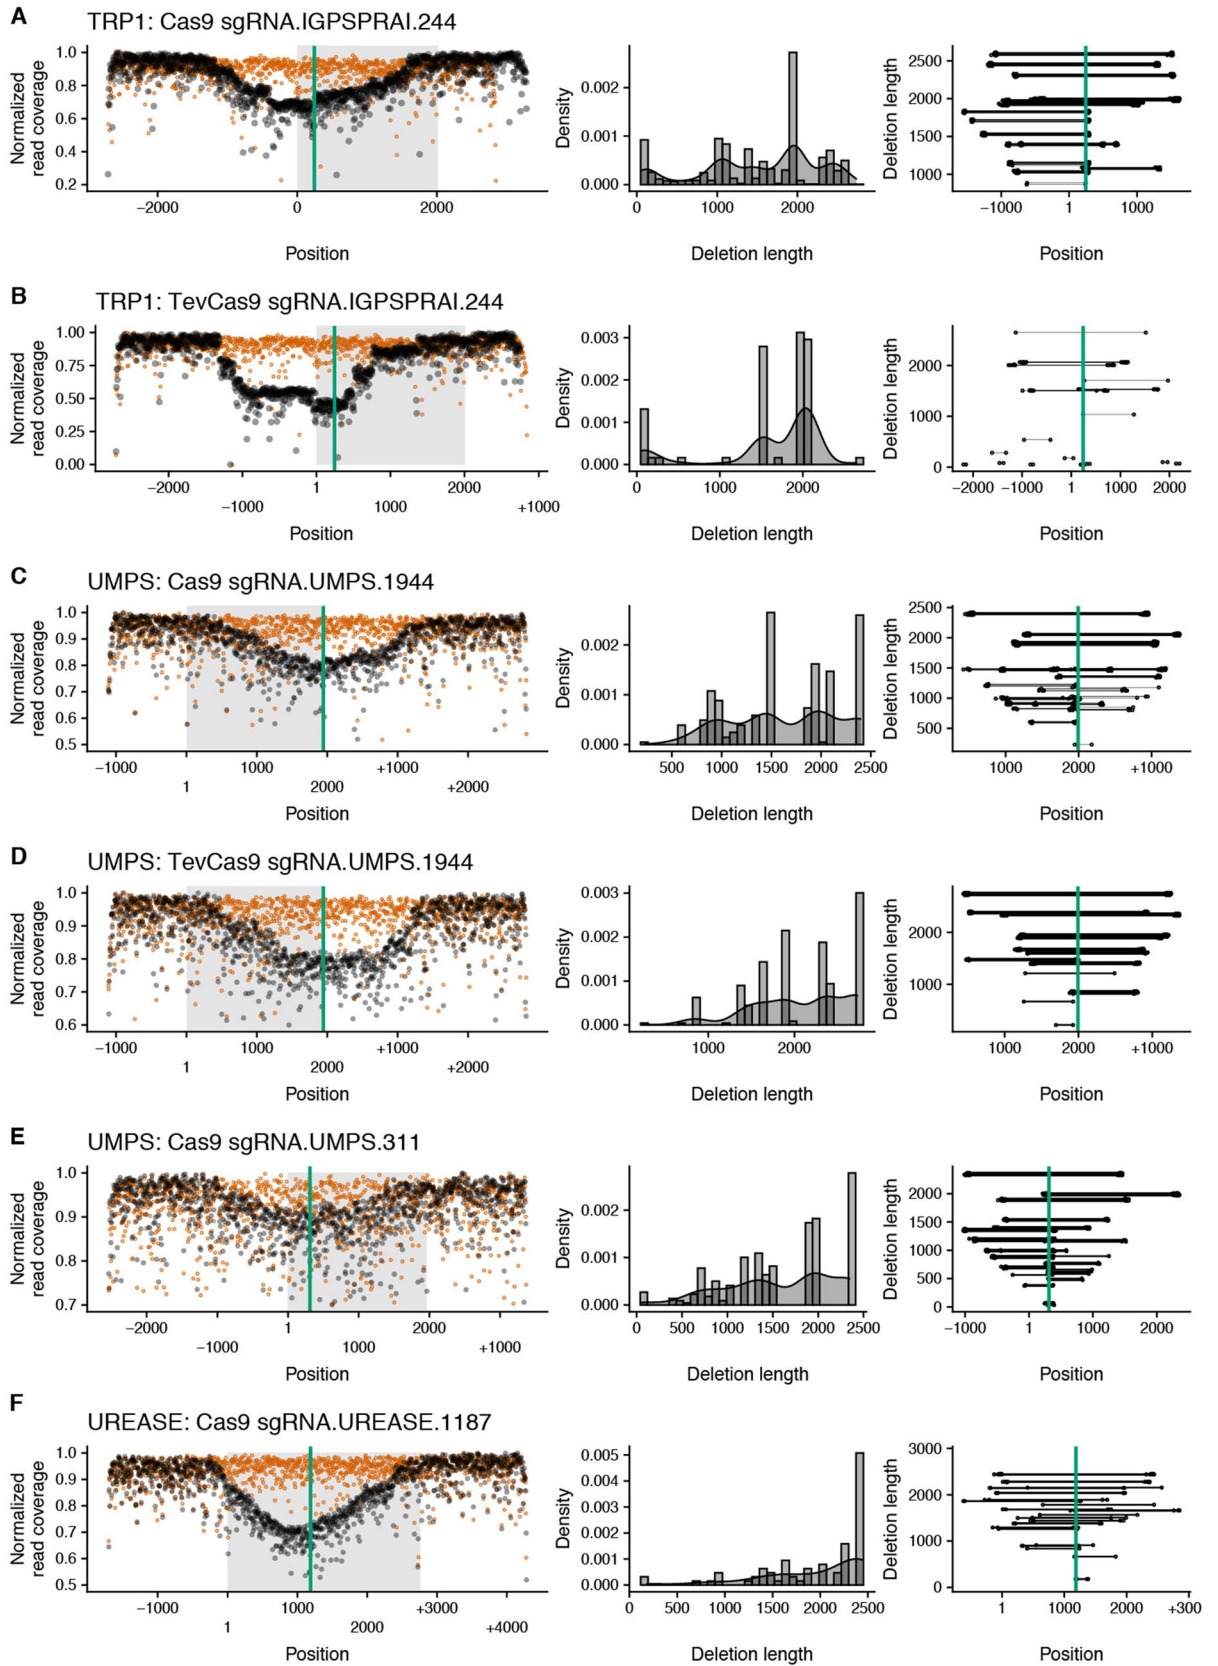 A
TRP1: Cas9 sgRNA.IGPSPRAI.244
Normalized
read coverage
1.0
0.8
0.6
0.4
0.2
−2000 0 2000
Position
Density
0.002
0.001
0.000
0 1000 2000
Deletion length
Deletion length
2500
2000
1500
1000
−1000 1 1000
Position
B
TRP1: TevCas9 sgRNA.IGPSPRAI.244
Normalized
read coverage
1.00
0.75
0.50
0.25
0.00
−2000 1 2000
−1000 1000 +1000
Position
Density
0.003
0.002
0.001
0.000
0 1000 2000
Deletion length
Deletion length
2000
1000
0
−2000 −1000 1 1000 2000
Position
C
UMPS: Cas9 sgRNA.UMPS.1944
Normalized
read coverage
1.0
0.9
0.8
0.7
0.6
0.5
−1000 1000 +1000
1 2000 +2000
Position
Density
0.002
0.001
0.000
500 1000 1500 2000 2500
Deletion length
Deletion length
2500
2000
1500
1000
500
1000 2000 +1000
Position
D
UMPS: TevCas9 sgRNA.UMPS.1944
Normalized
read coverage
1.0
0.9
0.8
0.7
0.6
−1000 1000 +1000
1 2000 +2000
Position
Density
0.003
0.002
0.001
0.000
1000 2000
Deletion length
Deletion length
2000
1000
1000 2000 +1000
Position
E
UMPS: Cas9 sgRNA.UMPS.311
Normalized
read coverage
1.0
0.9
0.8
0.7
−2000 1 2000
−1000 1000 +1000
Position
Density
0.002
0.001
0.000
0 500 1000 1500 2000 2500
Deletion length
Deletion length
2000
1500
1000
500
0
−1000 1 1000 2000
Position
F
UREASE: Cas9 sgRNA.UREASE.1187
Normalized
read coverage
1.0
0.9
0.8
0.7
0.6
0.5
−1000 1000 +3000
1 2000 +4000
Position
Density
0.005
0.004
0.003
0.002
0.001
0.000
0 500 1000 1500 2000 2500
Deletion length
Deletion length
3000
2000
1000
0
1 1000 2000 +300
Position